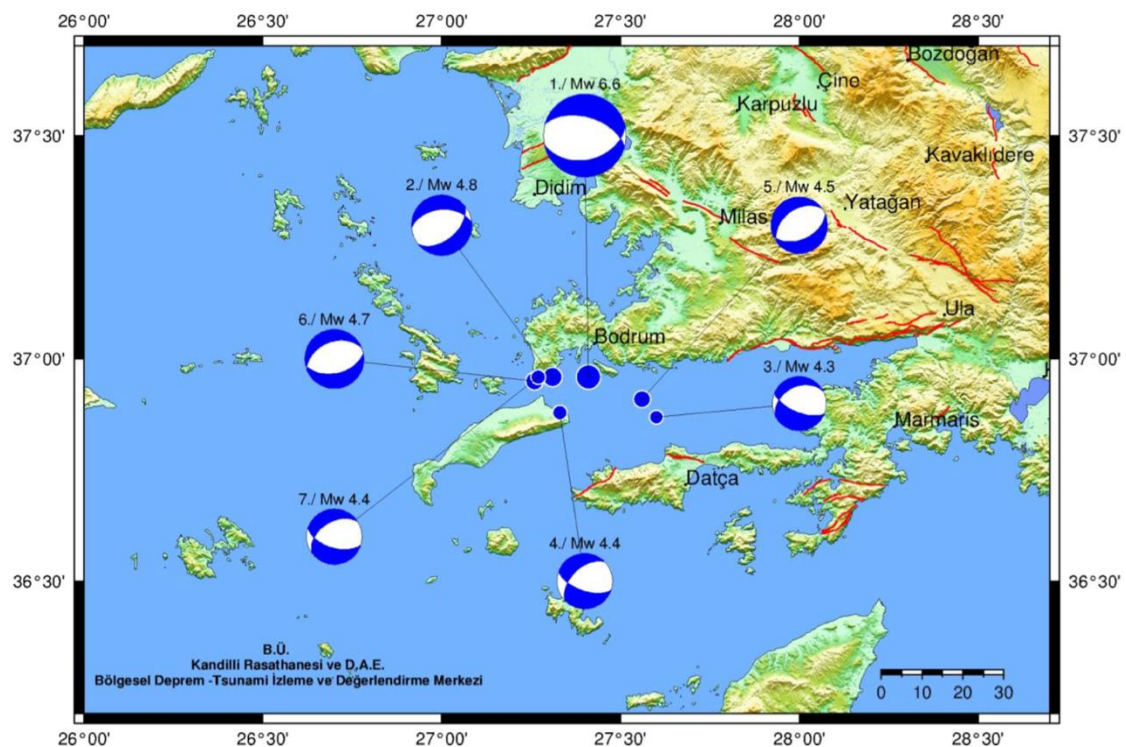 26°00' 26°30' 27°00' 27°30' 28°00' 28°30'
Bozdoğan
1./ Mw 6.6
Çine
Karpuzlu
37°30' 37°30'
Kavaklıdere
2./ Mw 4.8
Didim
5./ Mw 4.5
Yatağan
Milas
6./ Mw 4.7
Ula
Bodrum
37°00' 37°00'
3./ Mw 4.3
Marmaris
Datça
7./ Mw 4.4
4./ Mw 4.4
36°30' 36°30'
B.Ü.
Kandilli Rasathanesi ve D.A.E.
Bölgesel Deprem -Tsunami İzleme ve Değerlendirme Merkezi
0 10 20 30
26°00' 26°30' 27°00' 27°30' 28°00' 28°30'